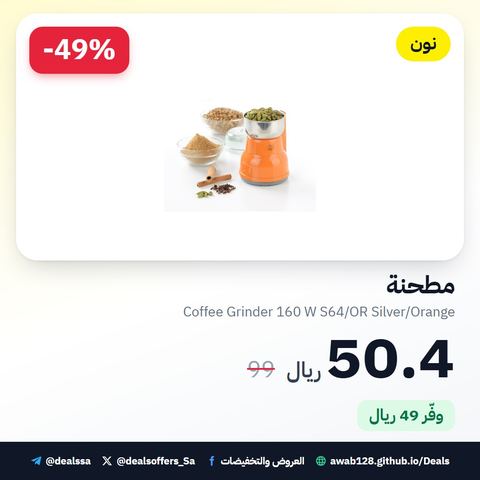 -49%
نون
مطحنة
Coffee Grinder 160 W S64/OR Silver/Orange
50.4 ريال 99
وفّر 49 ريال
@dealssa @dealsoffers_Sa العروض والتخفيضات awab128.github.io/Deals